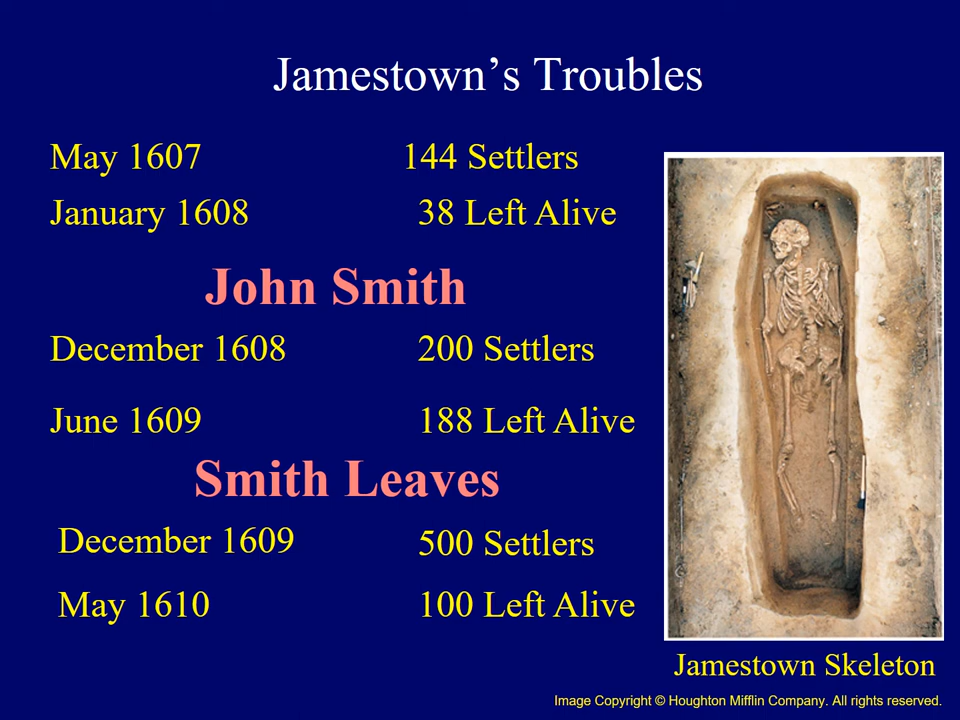 Jamestown’s Troubles
May 1607 144 Settlers
January 1608 38 Left Alive
John Smith
December 1608 200 Settlers
June 1609 188 Left Alive
Smith Leaves
December 1609 500 Settlers
May 1610 100 Left Alive
Jamestown Skeleton
Image Copyright © Houghton Mifflin Company. All rights reserved.